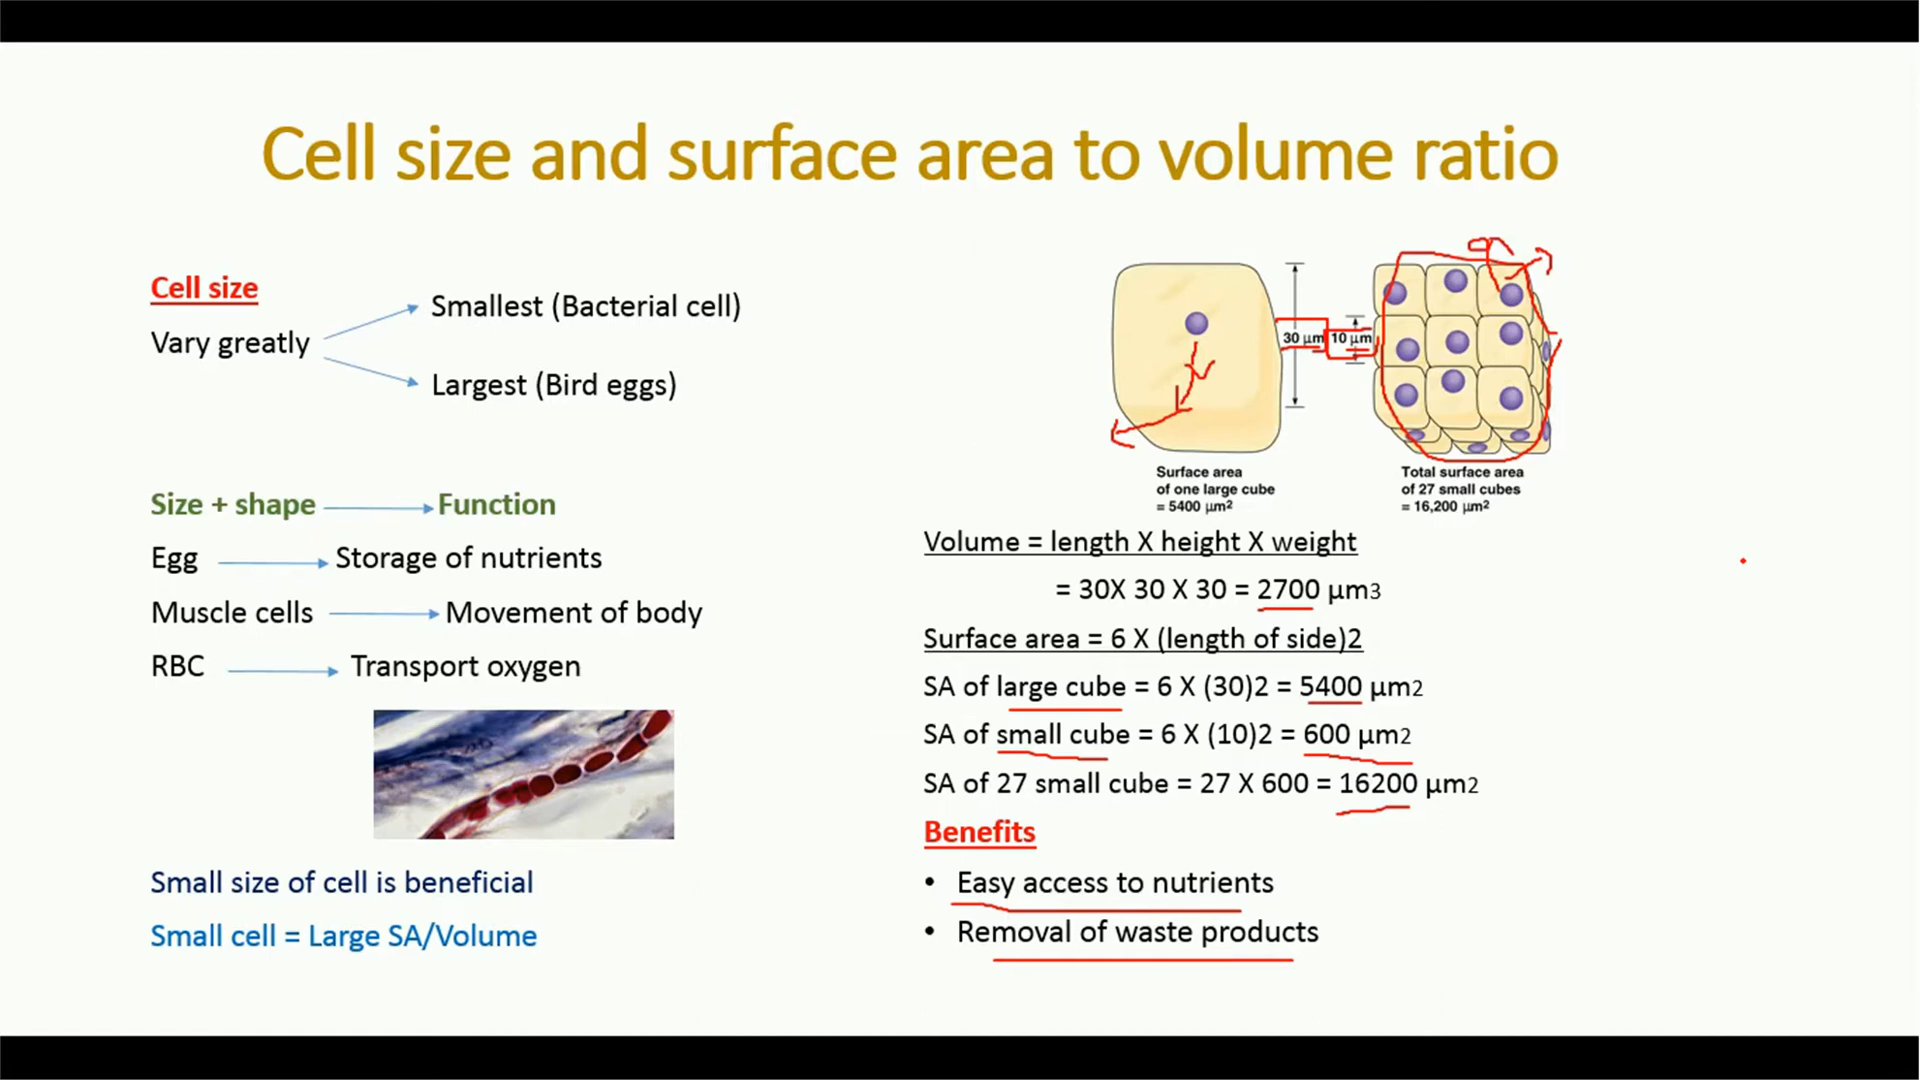 Cell size and surface area to volume ratio
Cell size
Vary greatly
Smallest (Bacterial cell)
Largest (Bird eggs)
Size + shape Function
Egg Storage of nutrients
Muscle cells Movement of body
RBC Transport oxygen
Small size of cell is beneficial
Small cell = Large SA/Volume
30 µm
10 µm
Surface area
of one large cube
= 5400 µm²
Total surface area
of 27 small cubes
= 16,200 µm²
Volume = length X height X weight
= 30X 30 X 30 = 2700 µm3
Surface area = 6 X (length of side)2
SA of large cube = 6 X (30)2 = 5400 µm2
SA of small cube = 6 X (10)2 = 600 µm2
SA of 27 small cube = 27 X 600 = 16200 µm2
Benefits
• Easy access to nutrients
• Removal of waste products